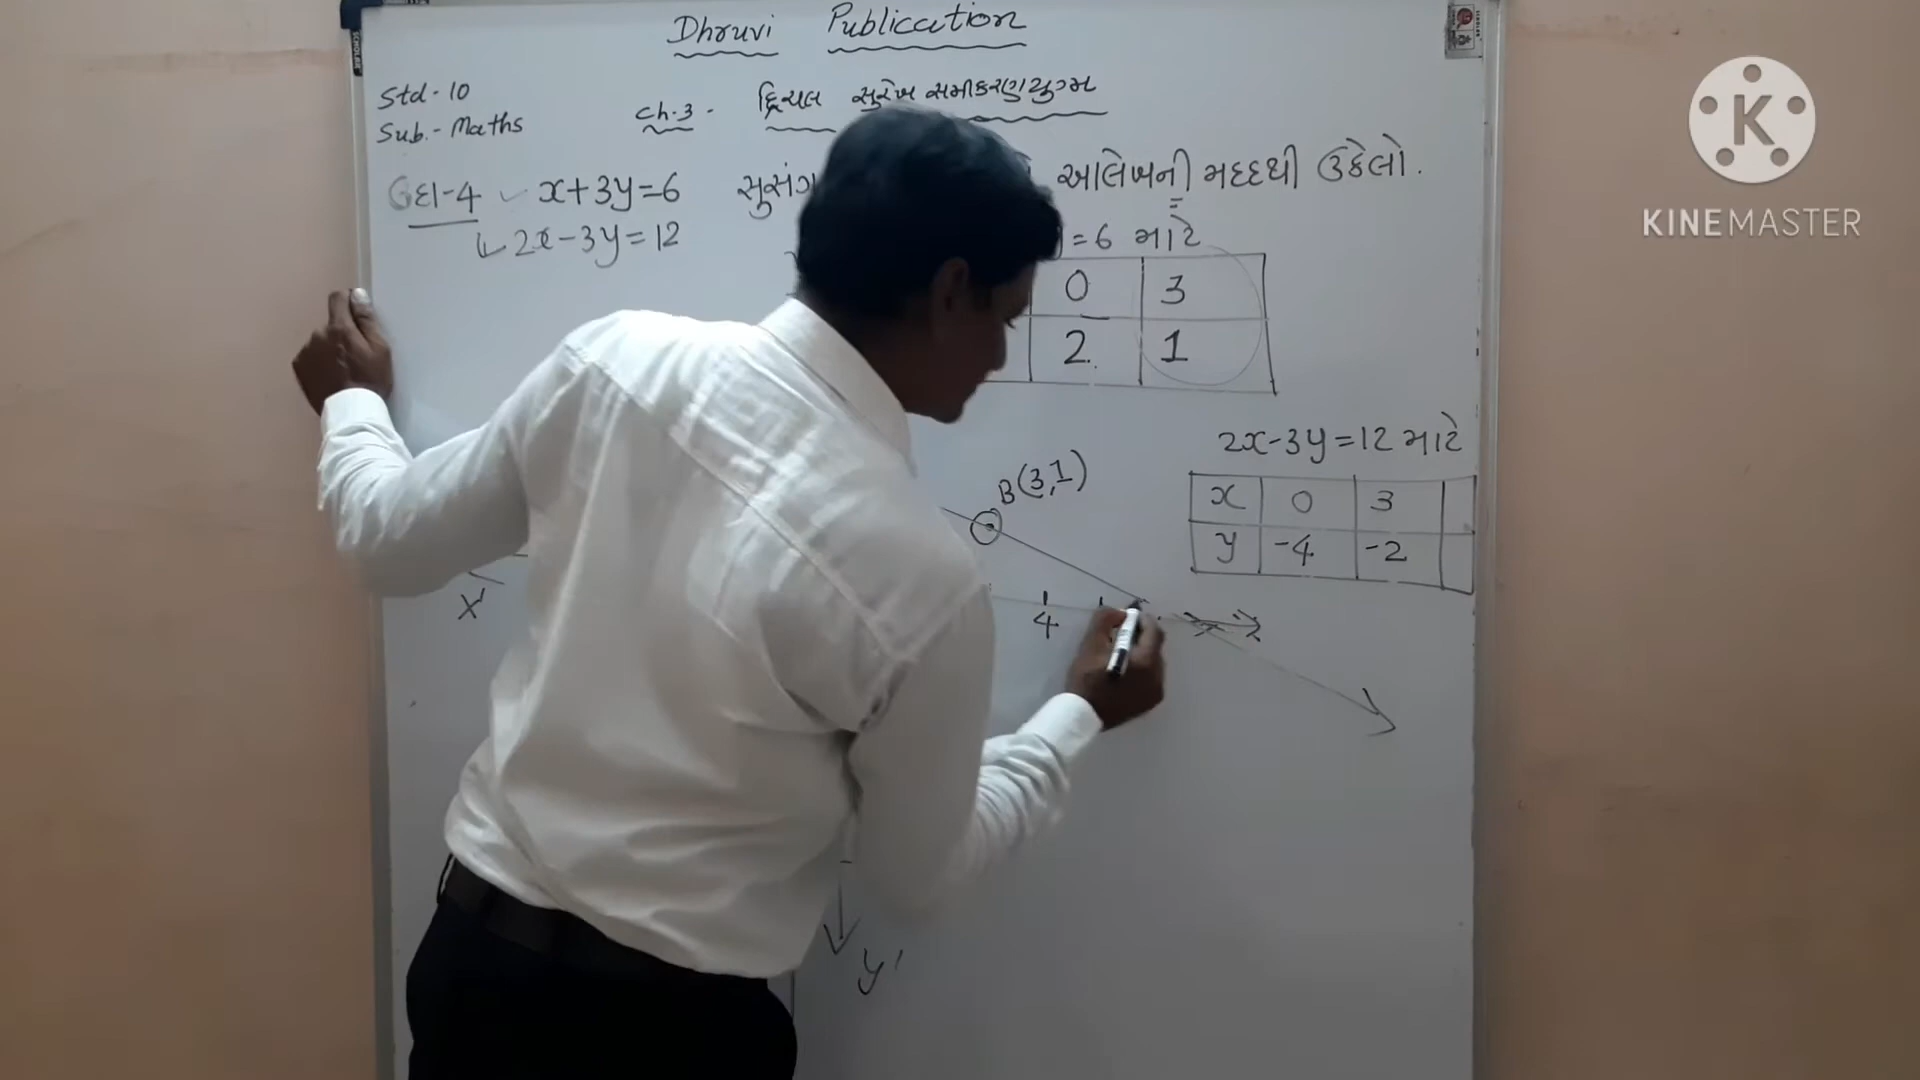 Dhruvi Publication
Std-10
Sub.- Maths
Ch.3 - દ્વિચલ સુરેખ સમીકરણયુગ્મ
ઉદા-4 x+3y=6
આલેખની મદદથી ઉકેલો.
2x-3y=12
=6 માટે
0 3
2 1
2x-3y=12 માટે
x 0 3
y -4 -2
B(3,1)
4
X'
y'
K
KINEMASTER